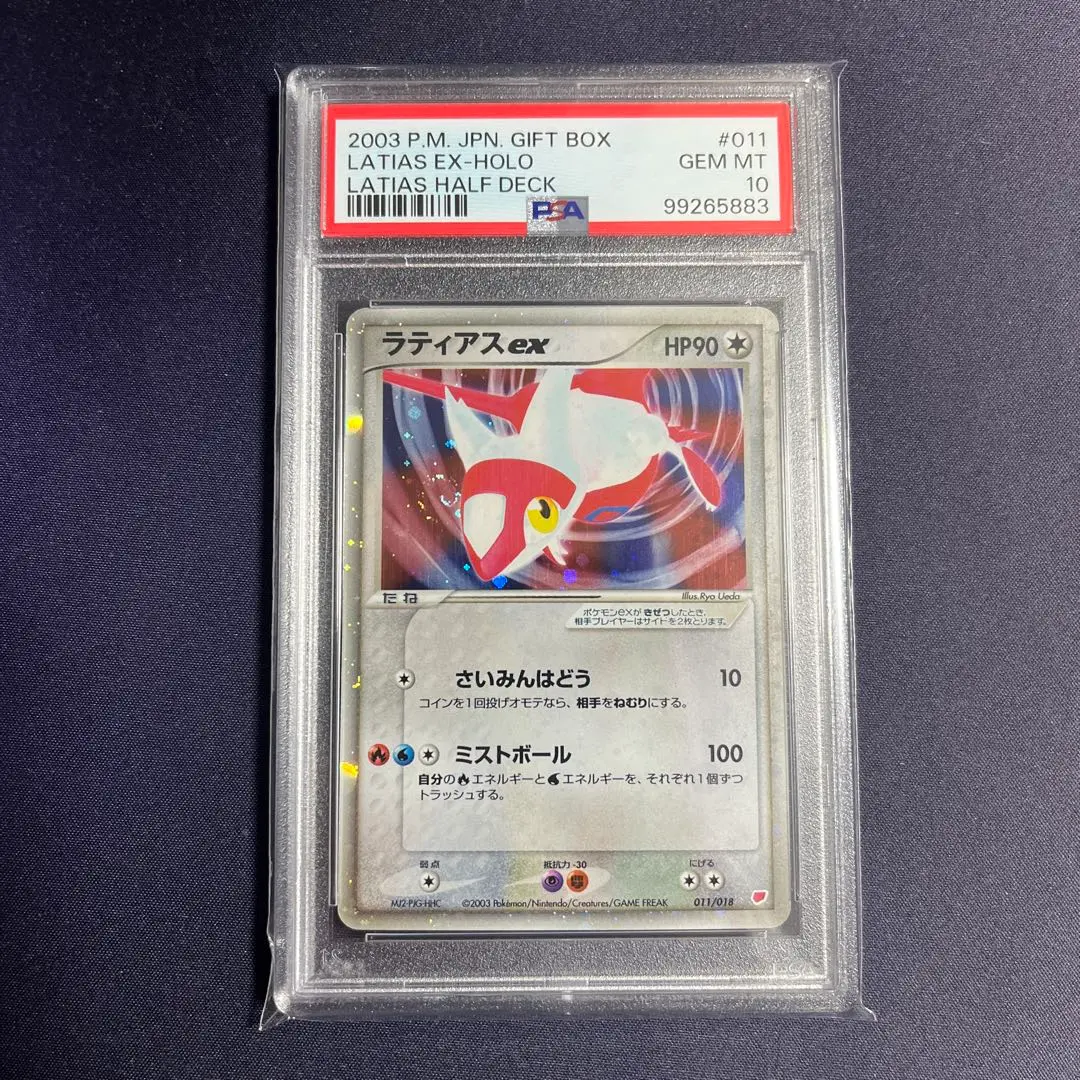 2003 P.M. JPN. GIFT BOX #011
LATIAS EX-HOLO GEM MT
LATIAS HALF DECK 10
PSA 99265883
ラティアスex HP90
たね Illus.Ryo Ueda
ポケモンexがきぜつしたとき、
相手プレイヤーはサイドを2枚とります。
さいみんはどう 10
コインを1回投げオモテなら、相手をねむりにする。
ミストボール 100
自分のエネルギーとエネルギーを、それぞれ1個ずつ
トラッシュする。
弱点 抵抗力 -30 にげる
MJ2-PJG-HHC ©2003 Pokémon/Nintendo/Creatures/GAME FREAK 011/018